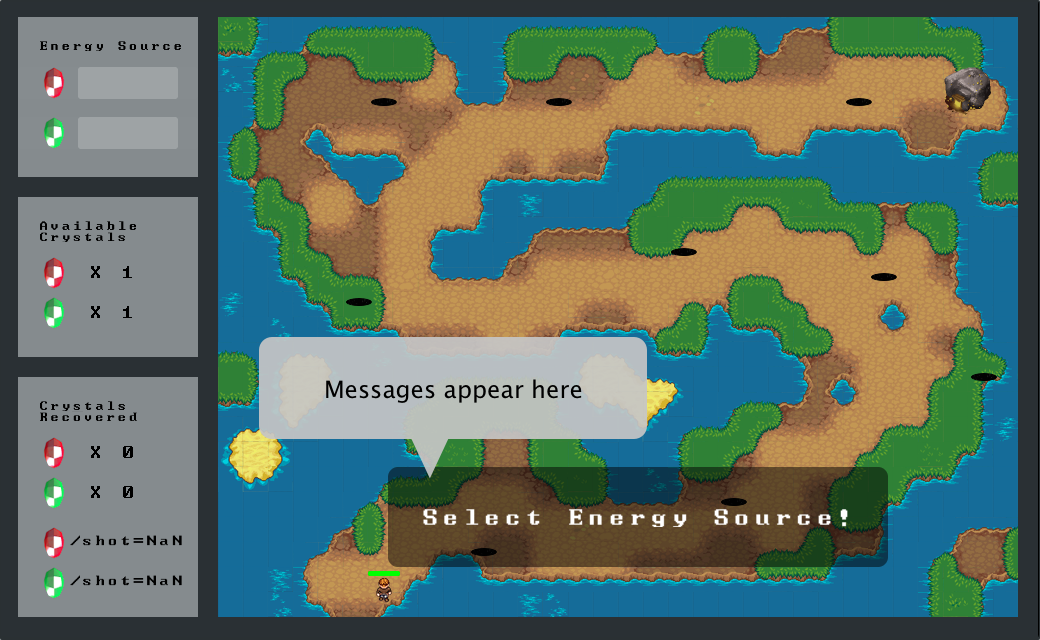 Energy Source
Available
Crystals
X 1
X 1
Crystals
Recovered
X 0
X 0
/shot=NaN
/shot=NaN
Messages appear here
Select Energy Source!